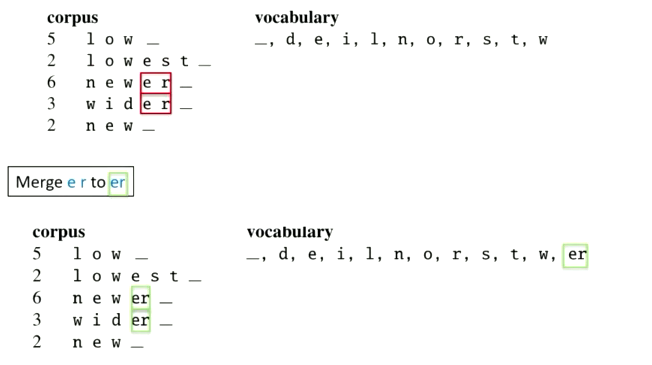 corpus vocabulary
5 l o w _ _, d, e, i, l, n, o, r, s, t, w
2 l o w e s t _
6 n e w e r _
3 w i d e r _
2 n e w _
Merge e r to er
corpus vocabulary
5 l o w _ _, d, e, i, l, n, o, r, s, t, w, er
2 l o w e s t _
6 n e w er _
3 w i d er _
2 n e w _